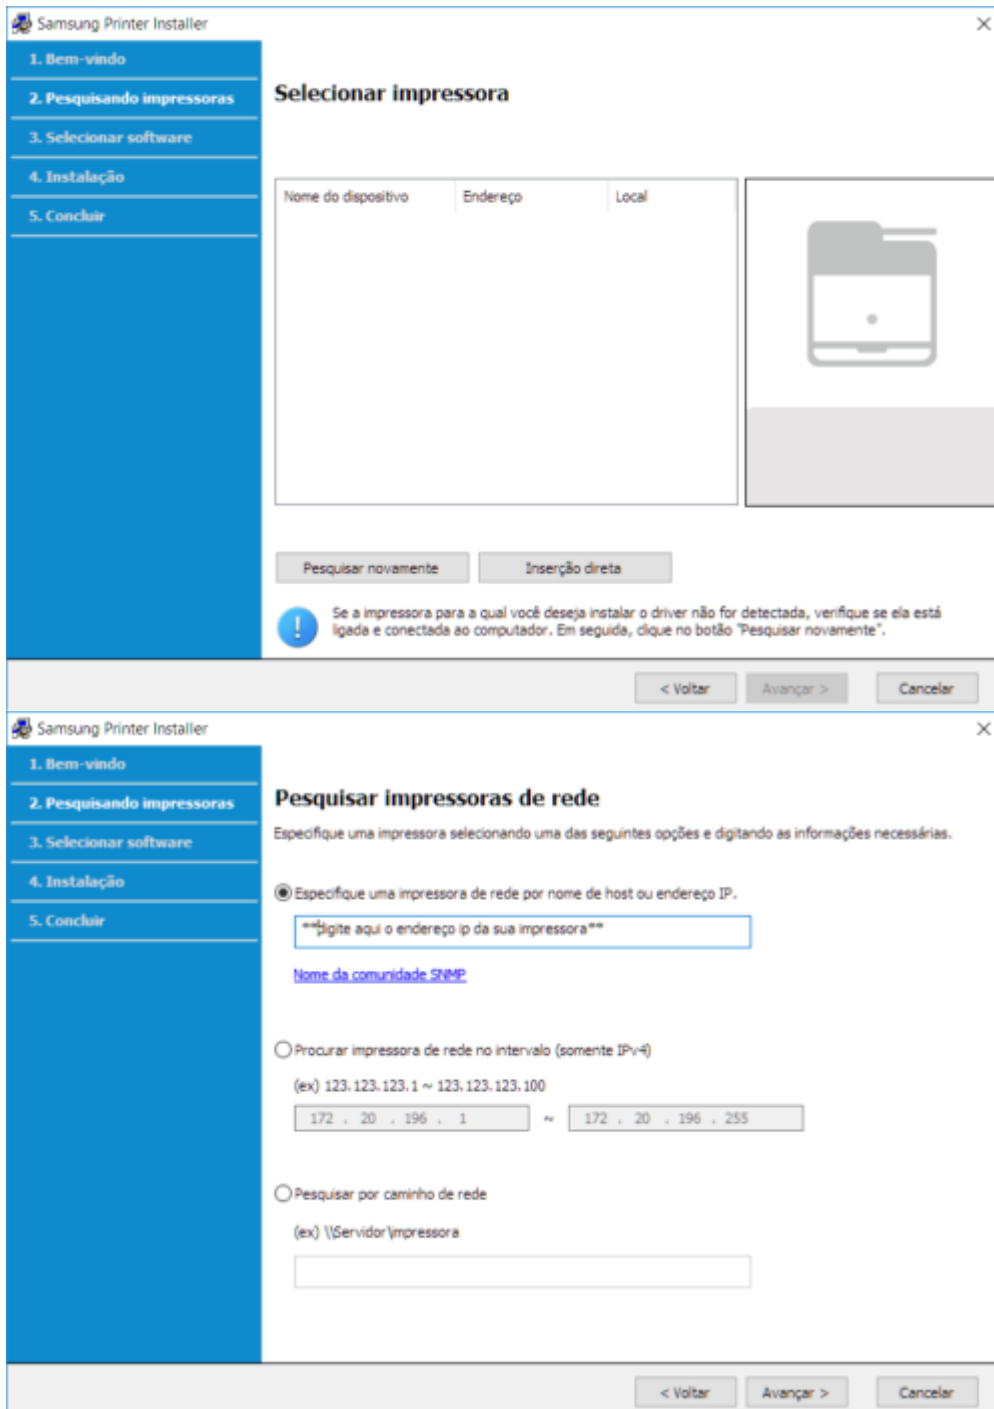 Samsung Printer Installer
1. Bem-vindo
2. Pesquisando impressoras
3. Selecionar software
4. Instalação
5. Concluir
Selecionar impressora
Nome do dispositivo Endereço Local
Pesquisar novamente Inserção direta
Se a impressora para a qual você deseja instalar o driver não for detectada, verifique se ela está
ligada e conectada ao computador. Em seguida, clique no botão "Pesquisar novamente".
< Voltar Avançar > Cancelar
Samsung Printer Installer
1. Bem-vindo
2. Pesquisando impressoras
3. Selecionar software
4. Instalação
5. Concluir
Pesquisar impressoras de rede
Especifique uma impressora selecionando uma das seguintes opções e digitando as informações necessárias.
Especifique uma impressora de rede por nome de host ou endereço IP.
**digite aqui o endereço ip da sua impressora**
Nome da comunidade SNMP
Procurar impressora de rede no intervalo (somente IPv4)
(ex) 123.123.123.1 ~ 123.123.123.100
172 . 20 . 196 . 1 ~ 172 . 20 . 196 . 255
Pesquisar por caminho de rede
(ex) \\Servidor\mpressora
< Voltar Avançar > Cancelar